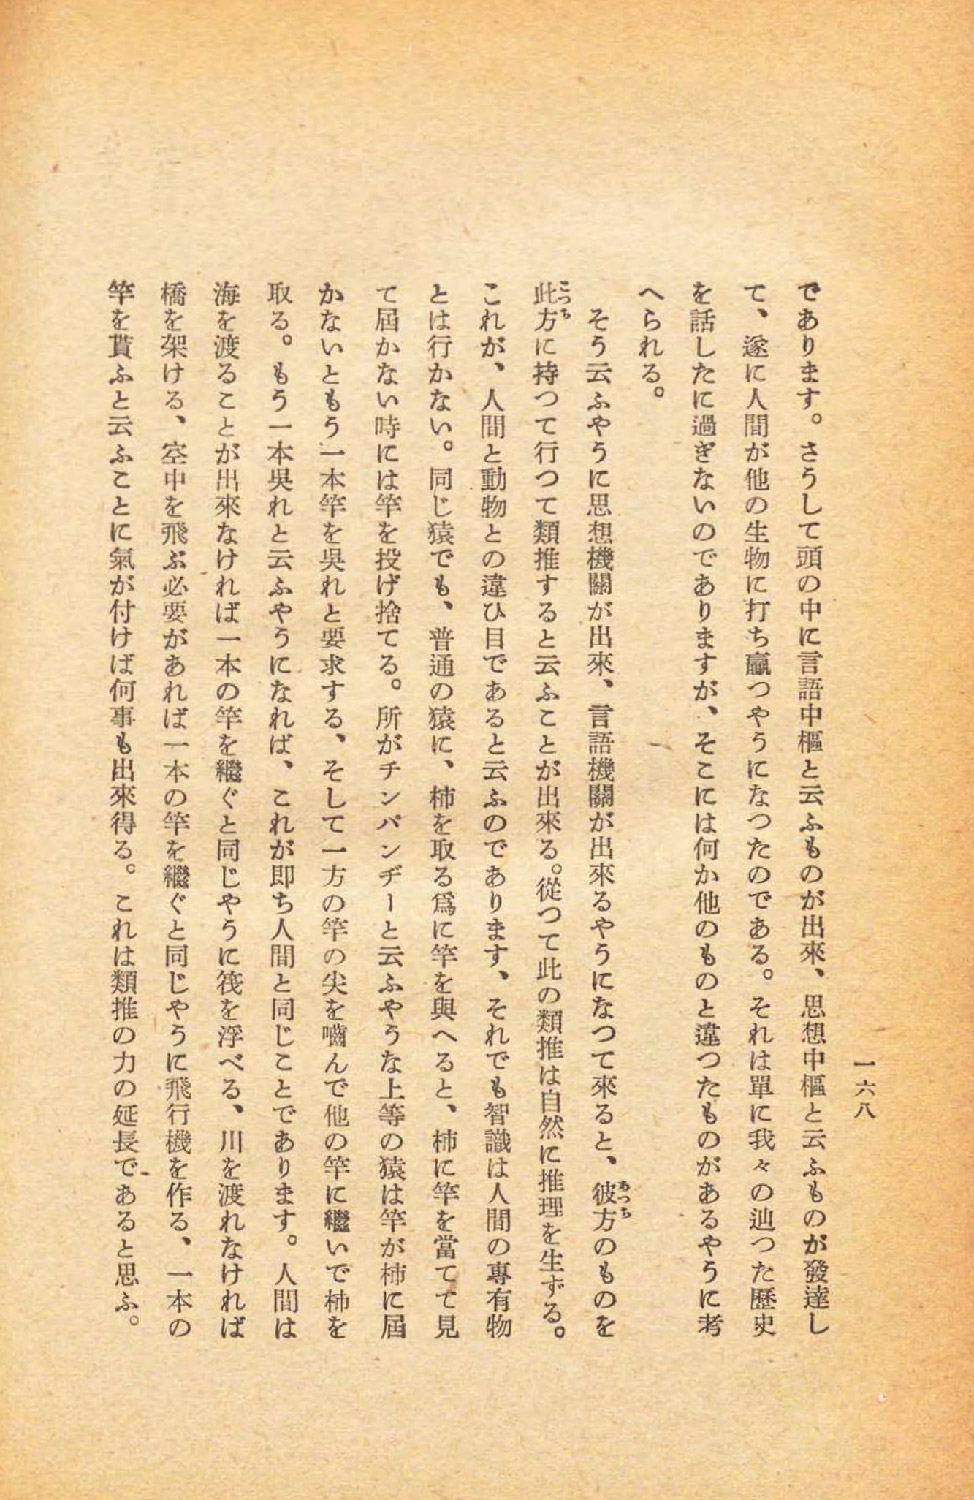 であります。さうして頭の中に言語中樞と云ふものが出來、思想中樞と云ふものが發達し
て、遂に人間が他の生物に打ち贏つやうになつたのである。それは單に我々の辿つた歷史
を話したに過ぎないのでありますが、そこには何か他のものと違つたものがあるやうに考
へられる。
そう云ふやうに思想機關が出來、言語機關が出來るやうになつて來ると、彼方のものを
此方に持つて行つて類推すると云ふことが出來る。從つて此の類推は自然に推理を生ずる。
これが、人間と動物との違ひ目であると云ふのであります、それでも智識は人間の專有物
とは行かない。同じ猿でも、普通の猿に、柿を取る爲に竿を與へると、柿に竿を當てて見
て屆かない時には竿を投げ捨てる。所がチンパンヂーと云ふやうな上等の猿は竿が柿に屆
かないともう一本竿を吳れと要求する、そして一方の竿の尖を嚙んで他の竿に繼いで柿を
取る。もう一本吳れと云ふやうになれば、これが即ち人間と同じことであります。人間は
海を渡ることが出來なければ一本の竿を繼ぐと同じやうに筏を浮べる、川を渡れなければ
橋を架ける、空中を飛ぶ必要があれば一本の竿を繼ぐと同じやうに飛行機を作る、一本の
竿を貰ふと云ふことに氣が付けば何事も出來得る。これは類推の力の延長であると思ふ。
一六八
あつち
こつち